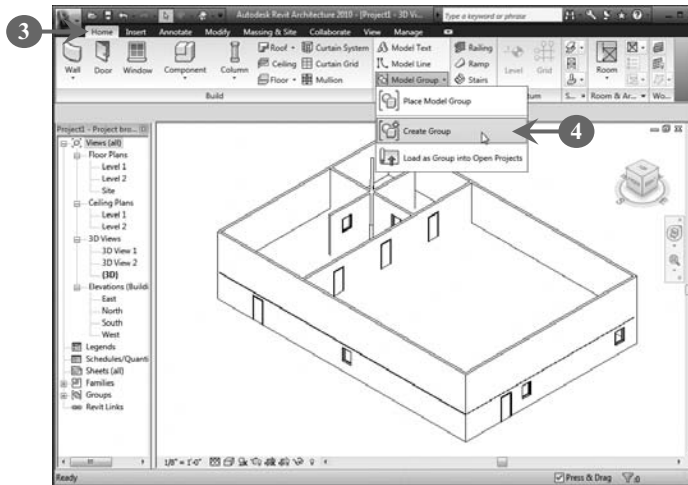 Autodesk Revit Architecture 2010 - [Project1 - 3D Vi...
Type a keyword or phrase
3
Home Insert Annotate Modify Massing & Site Collaborate View Manage
Wall Door Window Component Column
Roof Curtain System Model Text Railing
Ceiling Curtain Grid Model Line Ramp
Floor Mullion Model Group Stairs
Level Grid Room
Build
tum S... Room & Ar... Wo...
Place Model Group
Create Group
4
Load as Group into Open Projects
Project1 - Project bro...
Views (all)
Floor Plans
Level 1
Level 2
Site
Ceiling Plans
Level 1
Level 2
3D Views
3D View 1
3D View 2
{3D}
Elevations (Buildi
East
North
South
West
Legends
Schedules/Quanti
Sheets (all)
Families
Groups
Revit Links
1/8" = 1'-0"
Ready
Press & Drag
:0